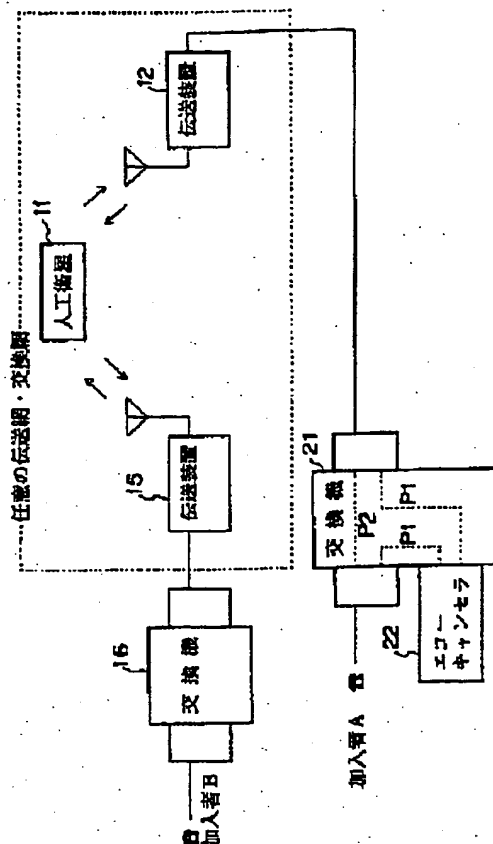 任意の伝送網・交換網
11
人工衛星
12
伝送装置
15
伝送装置
16
交換機
加入者B
21
交換機
P2
P1
P1
22
エコー
キャンセラ
加入者A